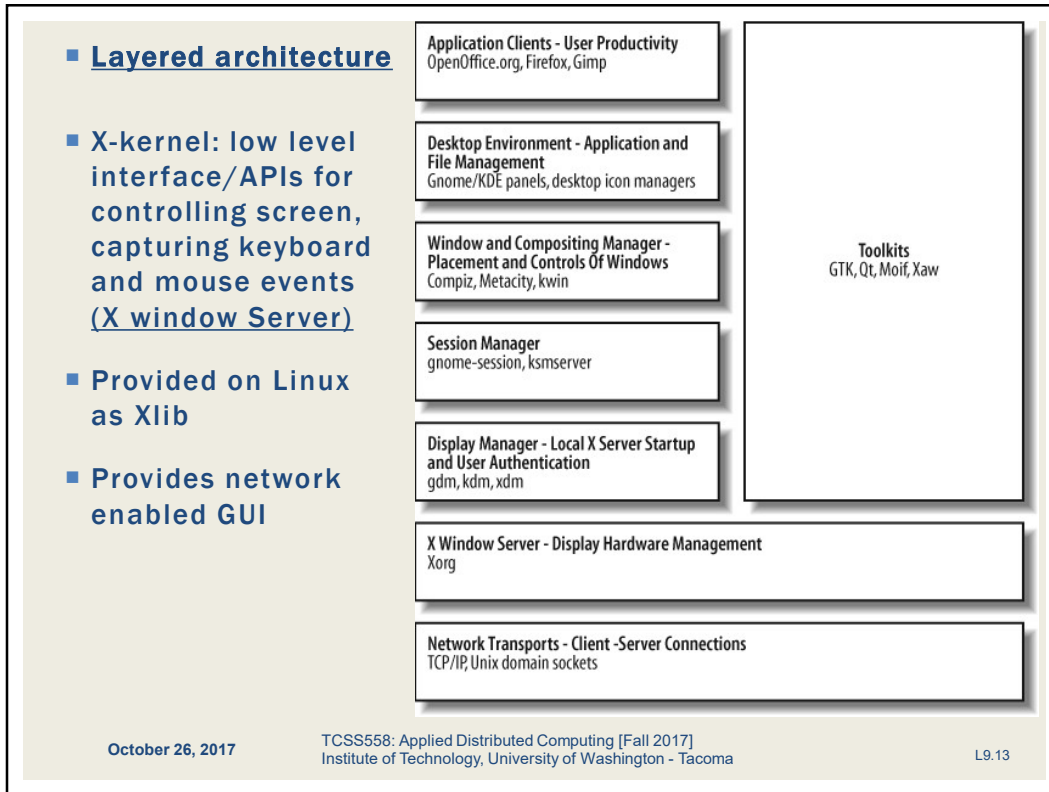 Layered architecture
X-kernel: low level
interface/APIs for
controlling screen,
capturing keyboard
and mouse events
(X window Server)
Provided on Linux
as Xlib
Provides network
enabled GUI
Application Clients - User Productivity
OpenOffice.org, Firefox, Gimp
Desktop Environment - Application and
File Management
Gnome/KDE panels, desktop icon managers
Window and Compositing Manager -
Placement and Controls Of Windows
Compiz, Metacity, kwin
Session Manager
gnome-session, ksmserver
Display Manager - Local X Server Startup
and User Authentication
gdm, kdm, xdm
Toolkits
GTK, Qt, Moif, Xaw
X Window Server - Display Hardware Management
Xorg
Network Transports - Client -Server Connections
TCP/IP, Unix domain sockets
October 26, 2017
TCSS558: Applied Distributed Computing [Fall 2017]
Institute of Technology, University of Washington - Tacoma
L9.13